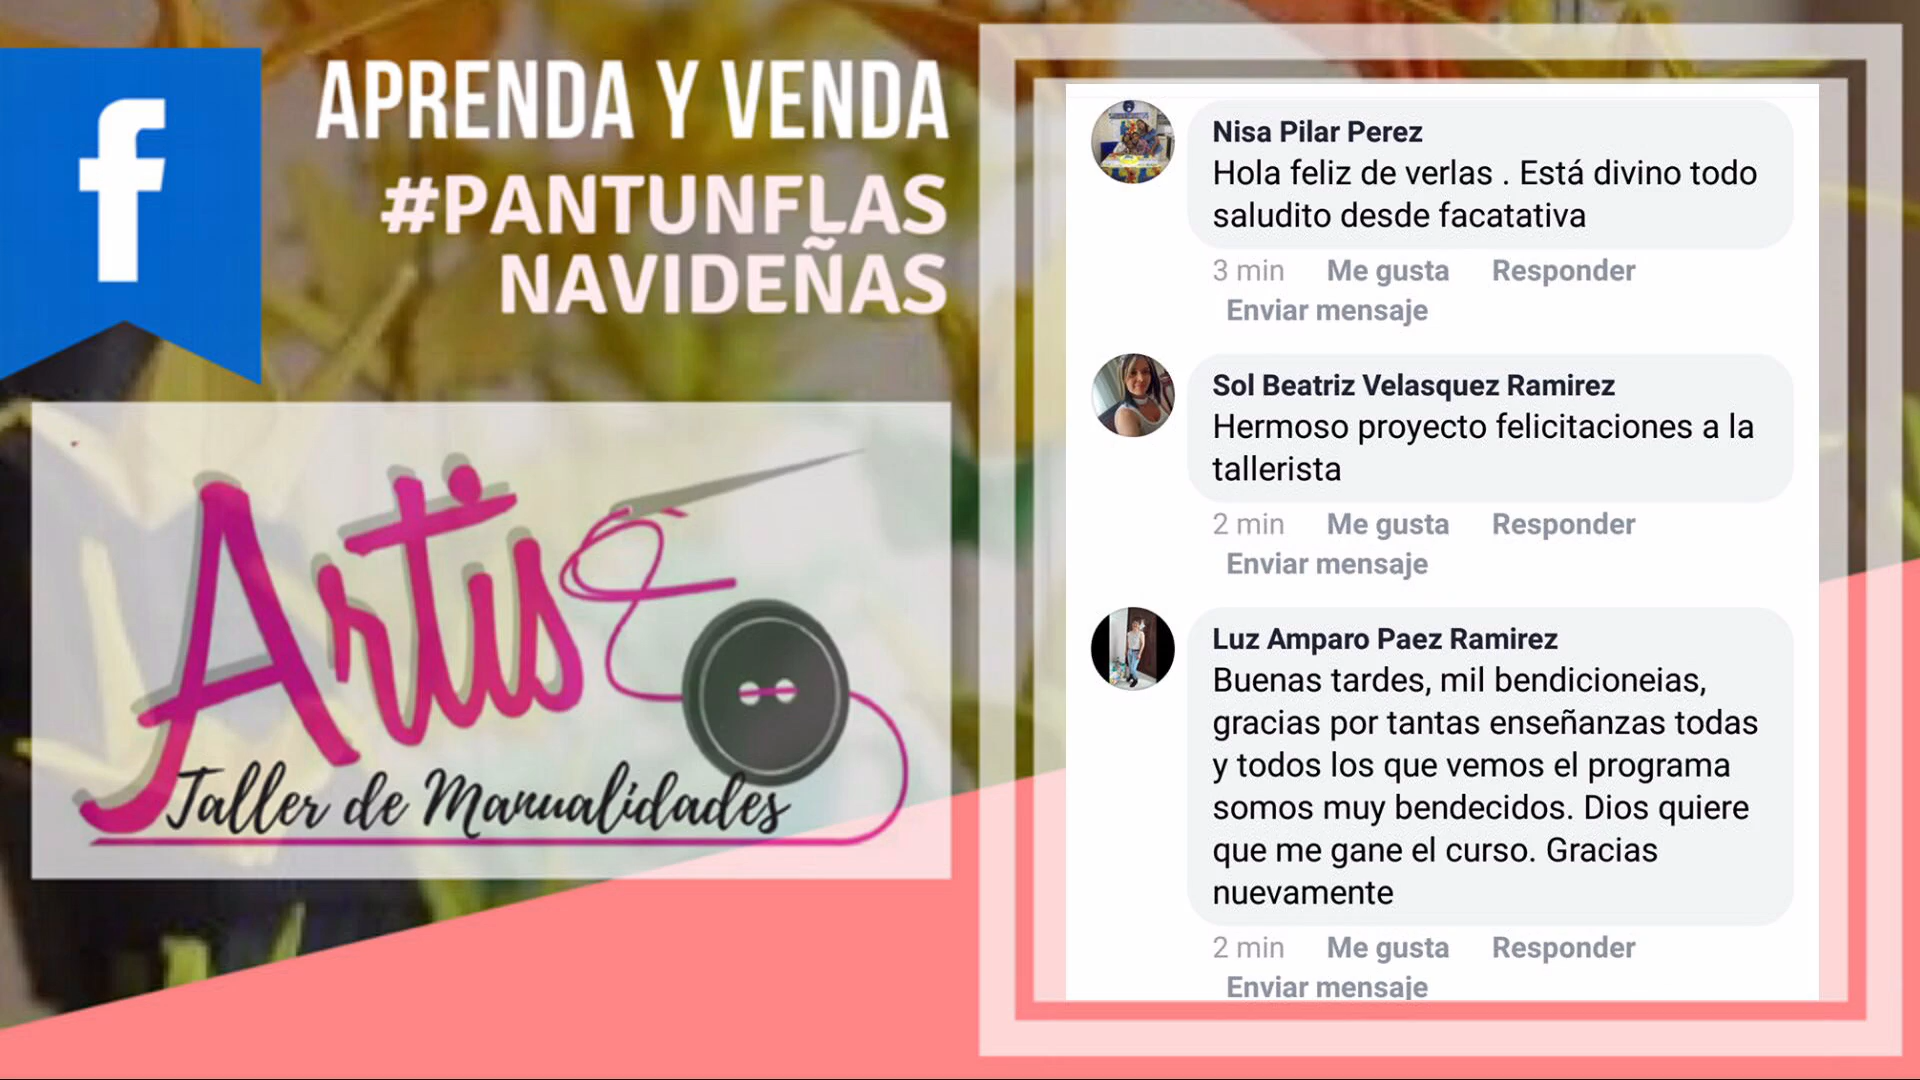 f
APRENDA Y VENDA
#PANTUNFLAS
NAVIDEÑAS
Artis
Taller de Manualidades
Nisa Pilar Perez
Hola feliz de verlas . Está divino todo
saludito desde facatativa
3 min Me gusta Responder
Enviar mensaje
Sol Beatriz Velasquez Ramirez
Hermoso proyecto felicitaciones a la
tallerista
2 min Me gusta Responder
Enviar mensaje
Luz Amparo Paez Ramirez
Buenas tardes, mil bendicioneias,
gracias por tantas enseñanzas todas
y todos los que vemos el programa
somos muy bendecidos. Dios quiere
que me gane el curso. Gracias
nuevamente
2 min Me gusta Responder
Enviar mensaje